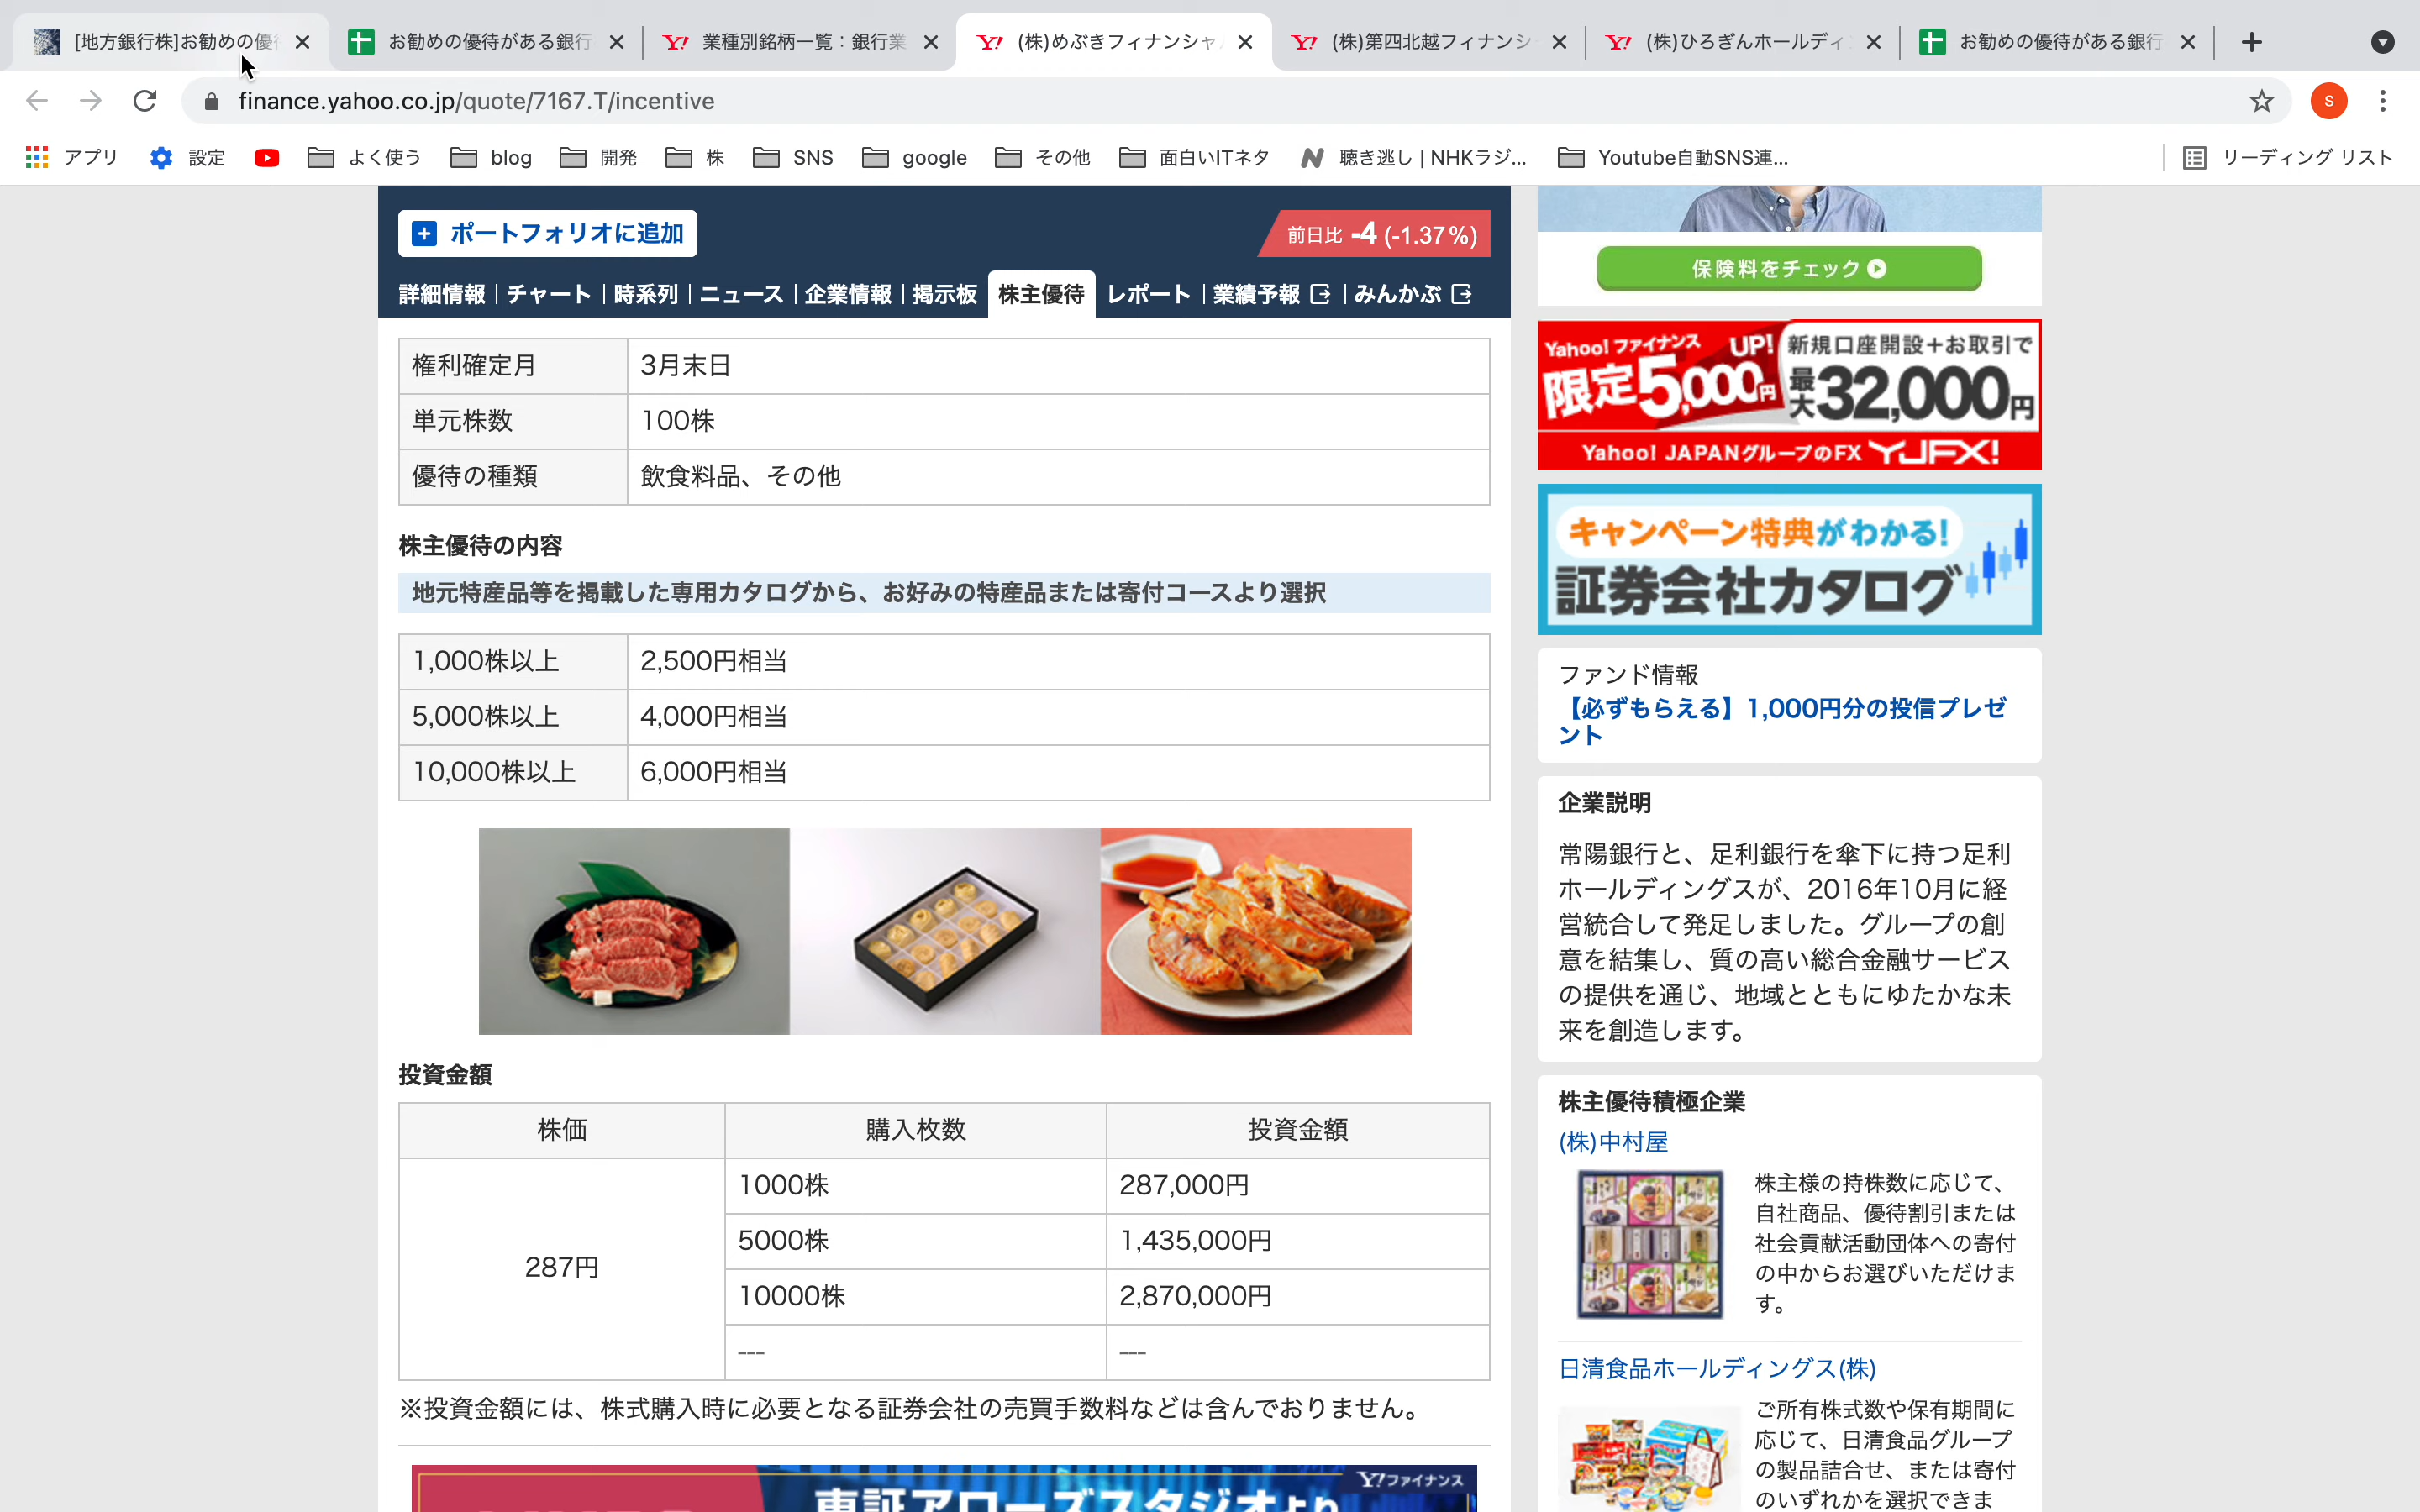 [地方銀行株]お勧めの優
お勧めの優待がある銀行
業種別銘柄一覧：銀行業
(株)めぶきフィナンシャ
(株)第四北越フィナンシ
(株)ひろぎんホールディ
お勧めの優待がある銀行
finance.yahoo.co.jp/quote/7167.T/incentive
S
アプリ
設定
よく使う
blog
開発
株
SNS
google
その他
面白いITネタ
聴き逃し | NHKラジ...
Youtube自動SNS連...
リーディング リスト
ポートフォリオに追加
前日比 -4 (-1.37%)
詳細情報 チャート 時系列 ニュース 企業情報 掲示板 株主優待 レポート 業績予報 みんかぶ
権利確定月 3月末日
単元株数 100株
優待の種類 飲食料品、その他
株主優待の内容
地元特産品等を掲載した専用カタログから、お好みの特産品または寄付コースより選択
1,000株以上 2,500円相当
5,000株以上 4,000円相当
10,000株以上 6,000円相当
投資金額
株価 購入枚数 投資金額
287円
1000株 287,000円
5000株 1,435,000円
10000株 2,870,000円
--- ---
※投資金額には、株式購入時に必要となる証券会社の売買手数料などは含んでおりません。
Y!ファイナンス
東証アローズスタジオより
保険料をチェック
Yahoo!ファイナンス UP!
限定5,000円
新規口座開設＋お取引で
最大32,000円
Yahoo! JAPANグループのFX YJFX!
キャンペーン特典がわかる!
証券会社カタログ
ファンド情報
【必ずもらえる】1,000円分の投信プレゼ
ント
企業説明
常陽銀行と、足利銀行を傘下に持つ足利
ホールディングスが、2016年10月に経
営統合して発足しました。グループの創
意を結集し、質の高い総合金融サービス
の提供を通じ、地域とともにゆたかな未
来を創造します。
株主優待積極企業
(株)中村屋
株主様の持株数に応じて、
自社商品、優待割引または
社会貢献活動団体への寄付
の中からお選びいただけま
す。
日清食品ホールディングス(株)
ご所有株式数や保有期間に
応じて、日清食品グループ
の製品詰合せ、または寄付
のいずれかを選択できま